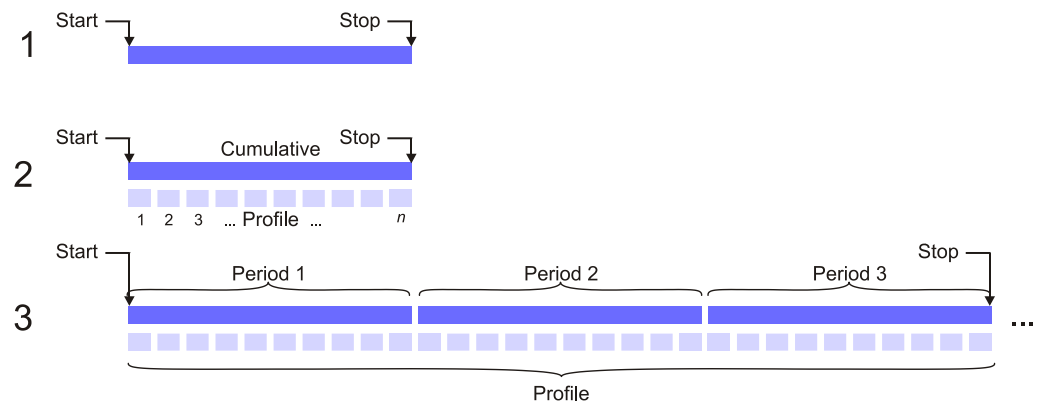 Start Stop
1
Start Cumulative Stop
2
1 2 3 ... Profile ... n
Start Stop
Period 1 Period 2 Period 3
3 ...
Profile